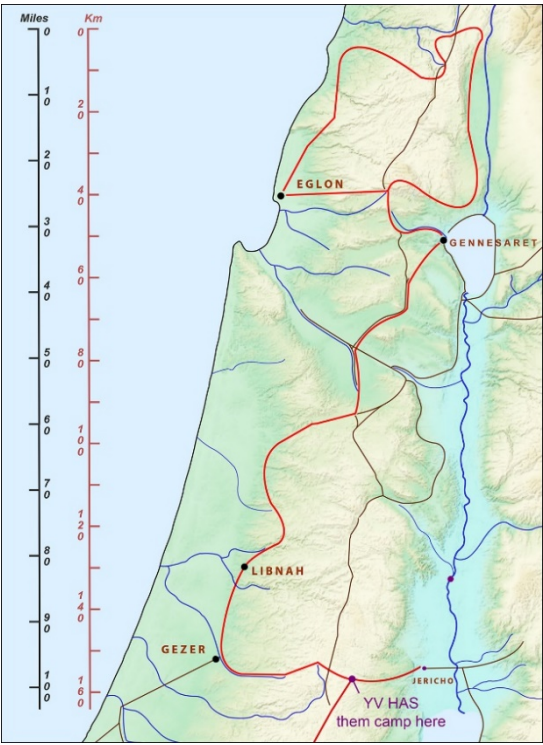 Miles
Km
0
10
20
30
40
50
60
70
80
90
100
0
20
40
60
80
100
120
140
160
EGLON
GENNESARET
LIBNAH
GEZER
JERICHO
YV HAS
them camp here